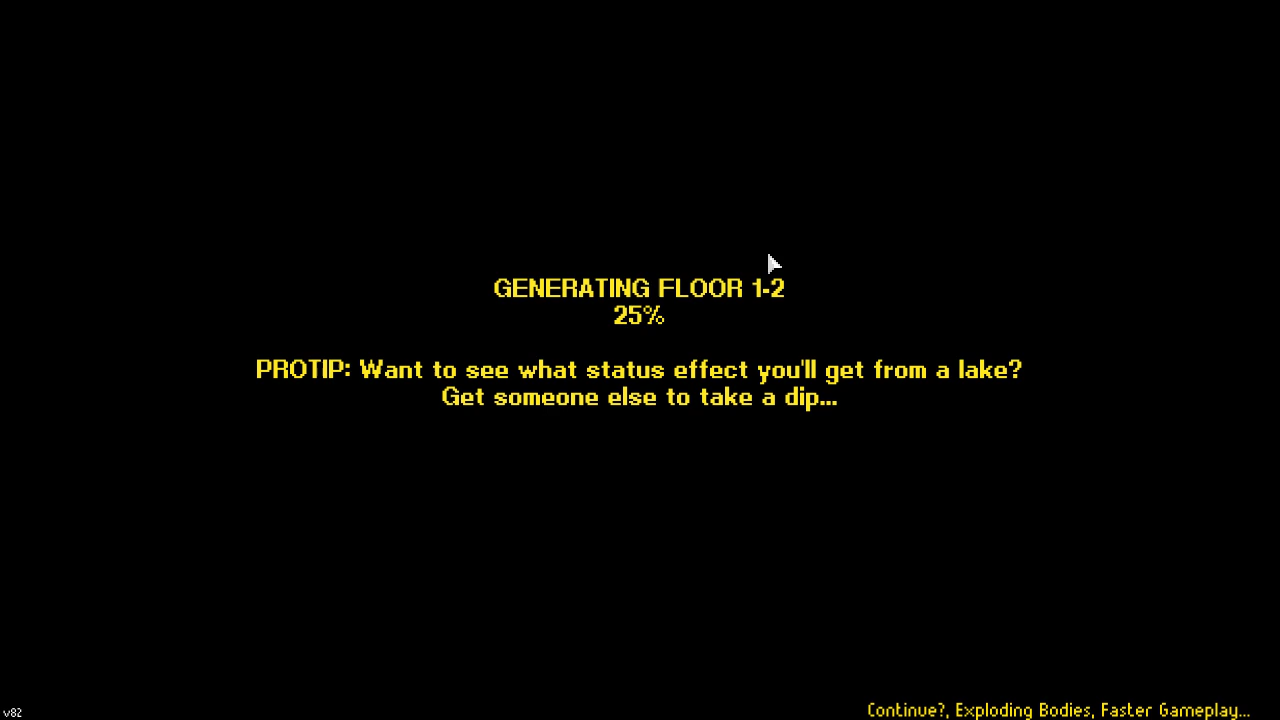 GENERATING FLOOR 1-2
25%
PROTIP: Want to see what status effect you'll get from a lake?
Get someone else to take a dip...
v82
Continue?, Exploding Bodies, Faster Gameplay...